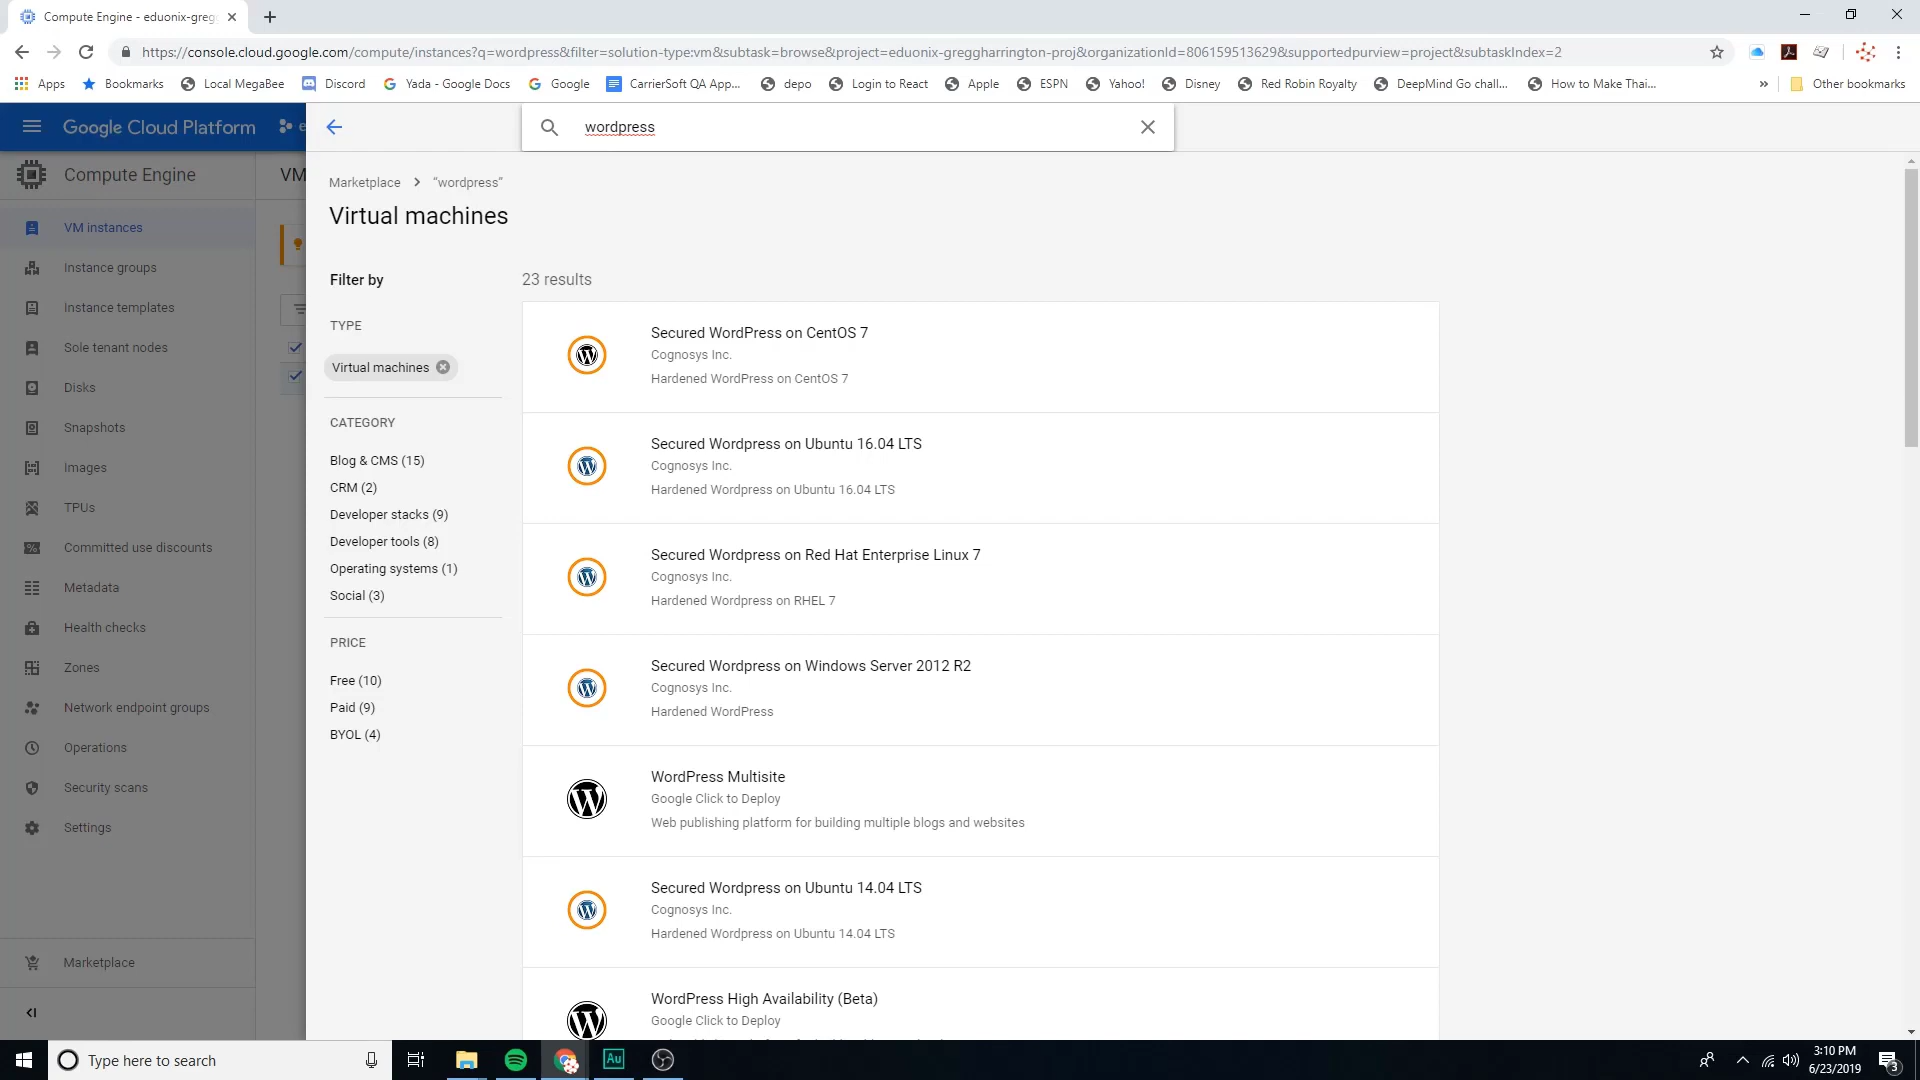 Compute Engine - eduonix-greg
https://console.cloud.google.com/compute/instances?q=wordpress&filter=solution-type:vm&subtask=browse&project=eduonix-greggharrington-proj&organizationId=806159513629&supportedpurview=project&subtaskIndex=2
Apps Bookmarks Local MegaBee Discord Yada - Google Docs Google CarrierSoft QA App... depo Login to React Apple ESPN Yahoo! Disney Red Robin Royalty DeepMind Go chall... How to Make Thai... » Other bookmarks
Google Cloud Platform e
wordpress
Compute Engine
VM
VM instances
Instance groups
Instance templates
Sole tenant nodes
Disks
Snapshots
Images
TPUs
Committed use discounts
Metadata
Health checks
Zones
Network endpoint groups
Operations
Security scans
Settings
Marketplace
Marketplace > "wordpress"
Virtual machines
Filter by
TYPE
Virtual machines
CATEGORY
Blog & CMS (15)
CRM (2)
Developer stacks (9)
Developer tools (8)
Operating systems (1)
Social (3)
PRICE
Free (10)
Paid (9)
BYOL (4)
23 results
Secured WordPress on CentOS 7
Cognosys Inc.
Hardened WordPress on CentOS 7
Secured Wordpress on Ubuntu 16.04 LTS
Cognosys Inc.
Hardened Wordpress on Ubuntu 16.04 LTS
Secured Wordpress on Red Hat Enterprise Linux 7
Cognosys Inc.
Hardened Wordpress on RHEL 7
Secured Wordpress on Windows Server 2012 R2
Cognosys Inc.
Hardened WordPress
WordPress Multisite
Google Click to Deploy
Web publishing platform for building multiple blogs and websites
Secured Wordpress on Ubuntu 14.04 LTS
Cognosys Inc.
Hardened Wordpress on Ubuntu 14.04 LTS
WordPress High Availability (Beta)
Google Click to Deploy
Type here to search
Au
3:10 PM
6/23/2019
3